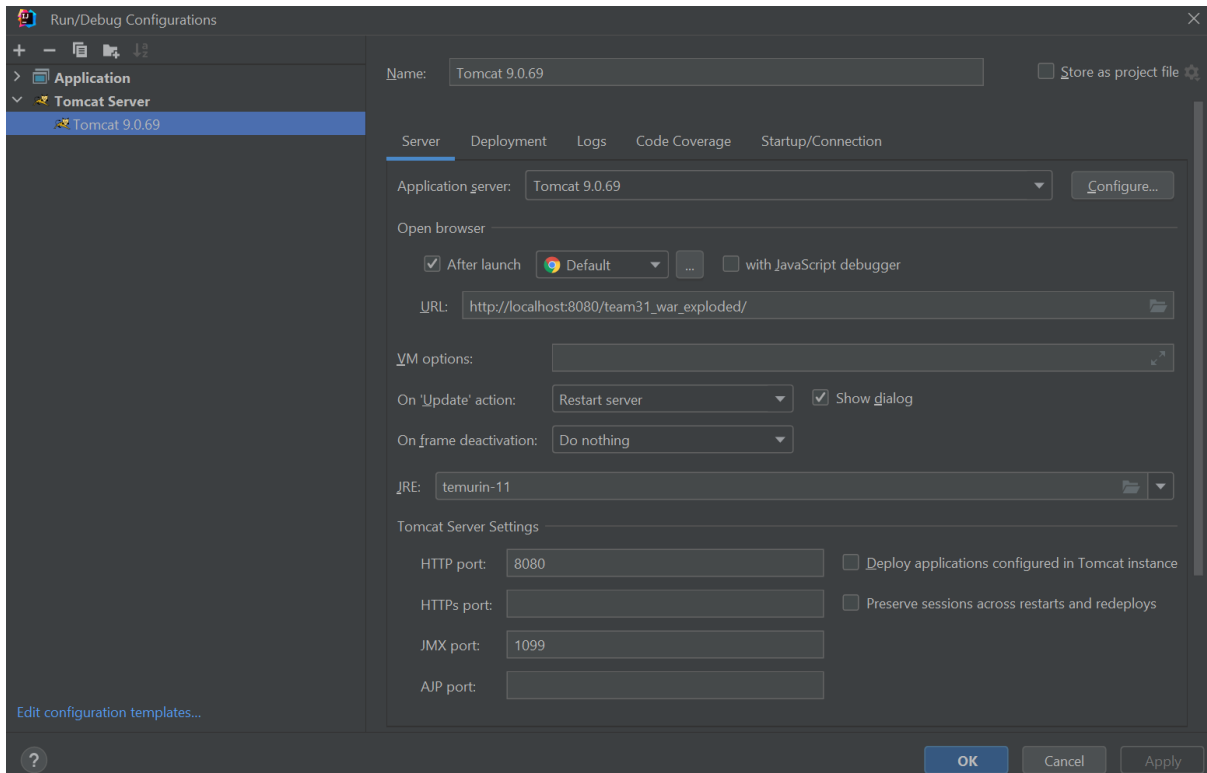 Run/Debug Configurations
Application
Tomcat Server
Tomcat 9.0.69
Edit configuration templates...
Name: Tomcat 9.0.69 Store as project file
Server Deployment Logs Code Coverage Startup/Connection
Application server: Tomcat 9.0.69 Configure...
Open browser
After launch Default ... with JavaScript debugger
URL: http://localhost:8080/team31_war_exploded/
VM options:
On 'Update' action: Restart server Show dialog
On frame deactivation: Do nothing
JRE: temurin-11
Tomcat Server Settings
HTTP port: 8080 Deploy applications configured in Tomcat instance
HTTPs port: Preserve sessions across restarts and redeploys
JMX port: 1099
AJP port:
? OK Cancel Apply